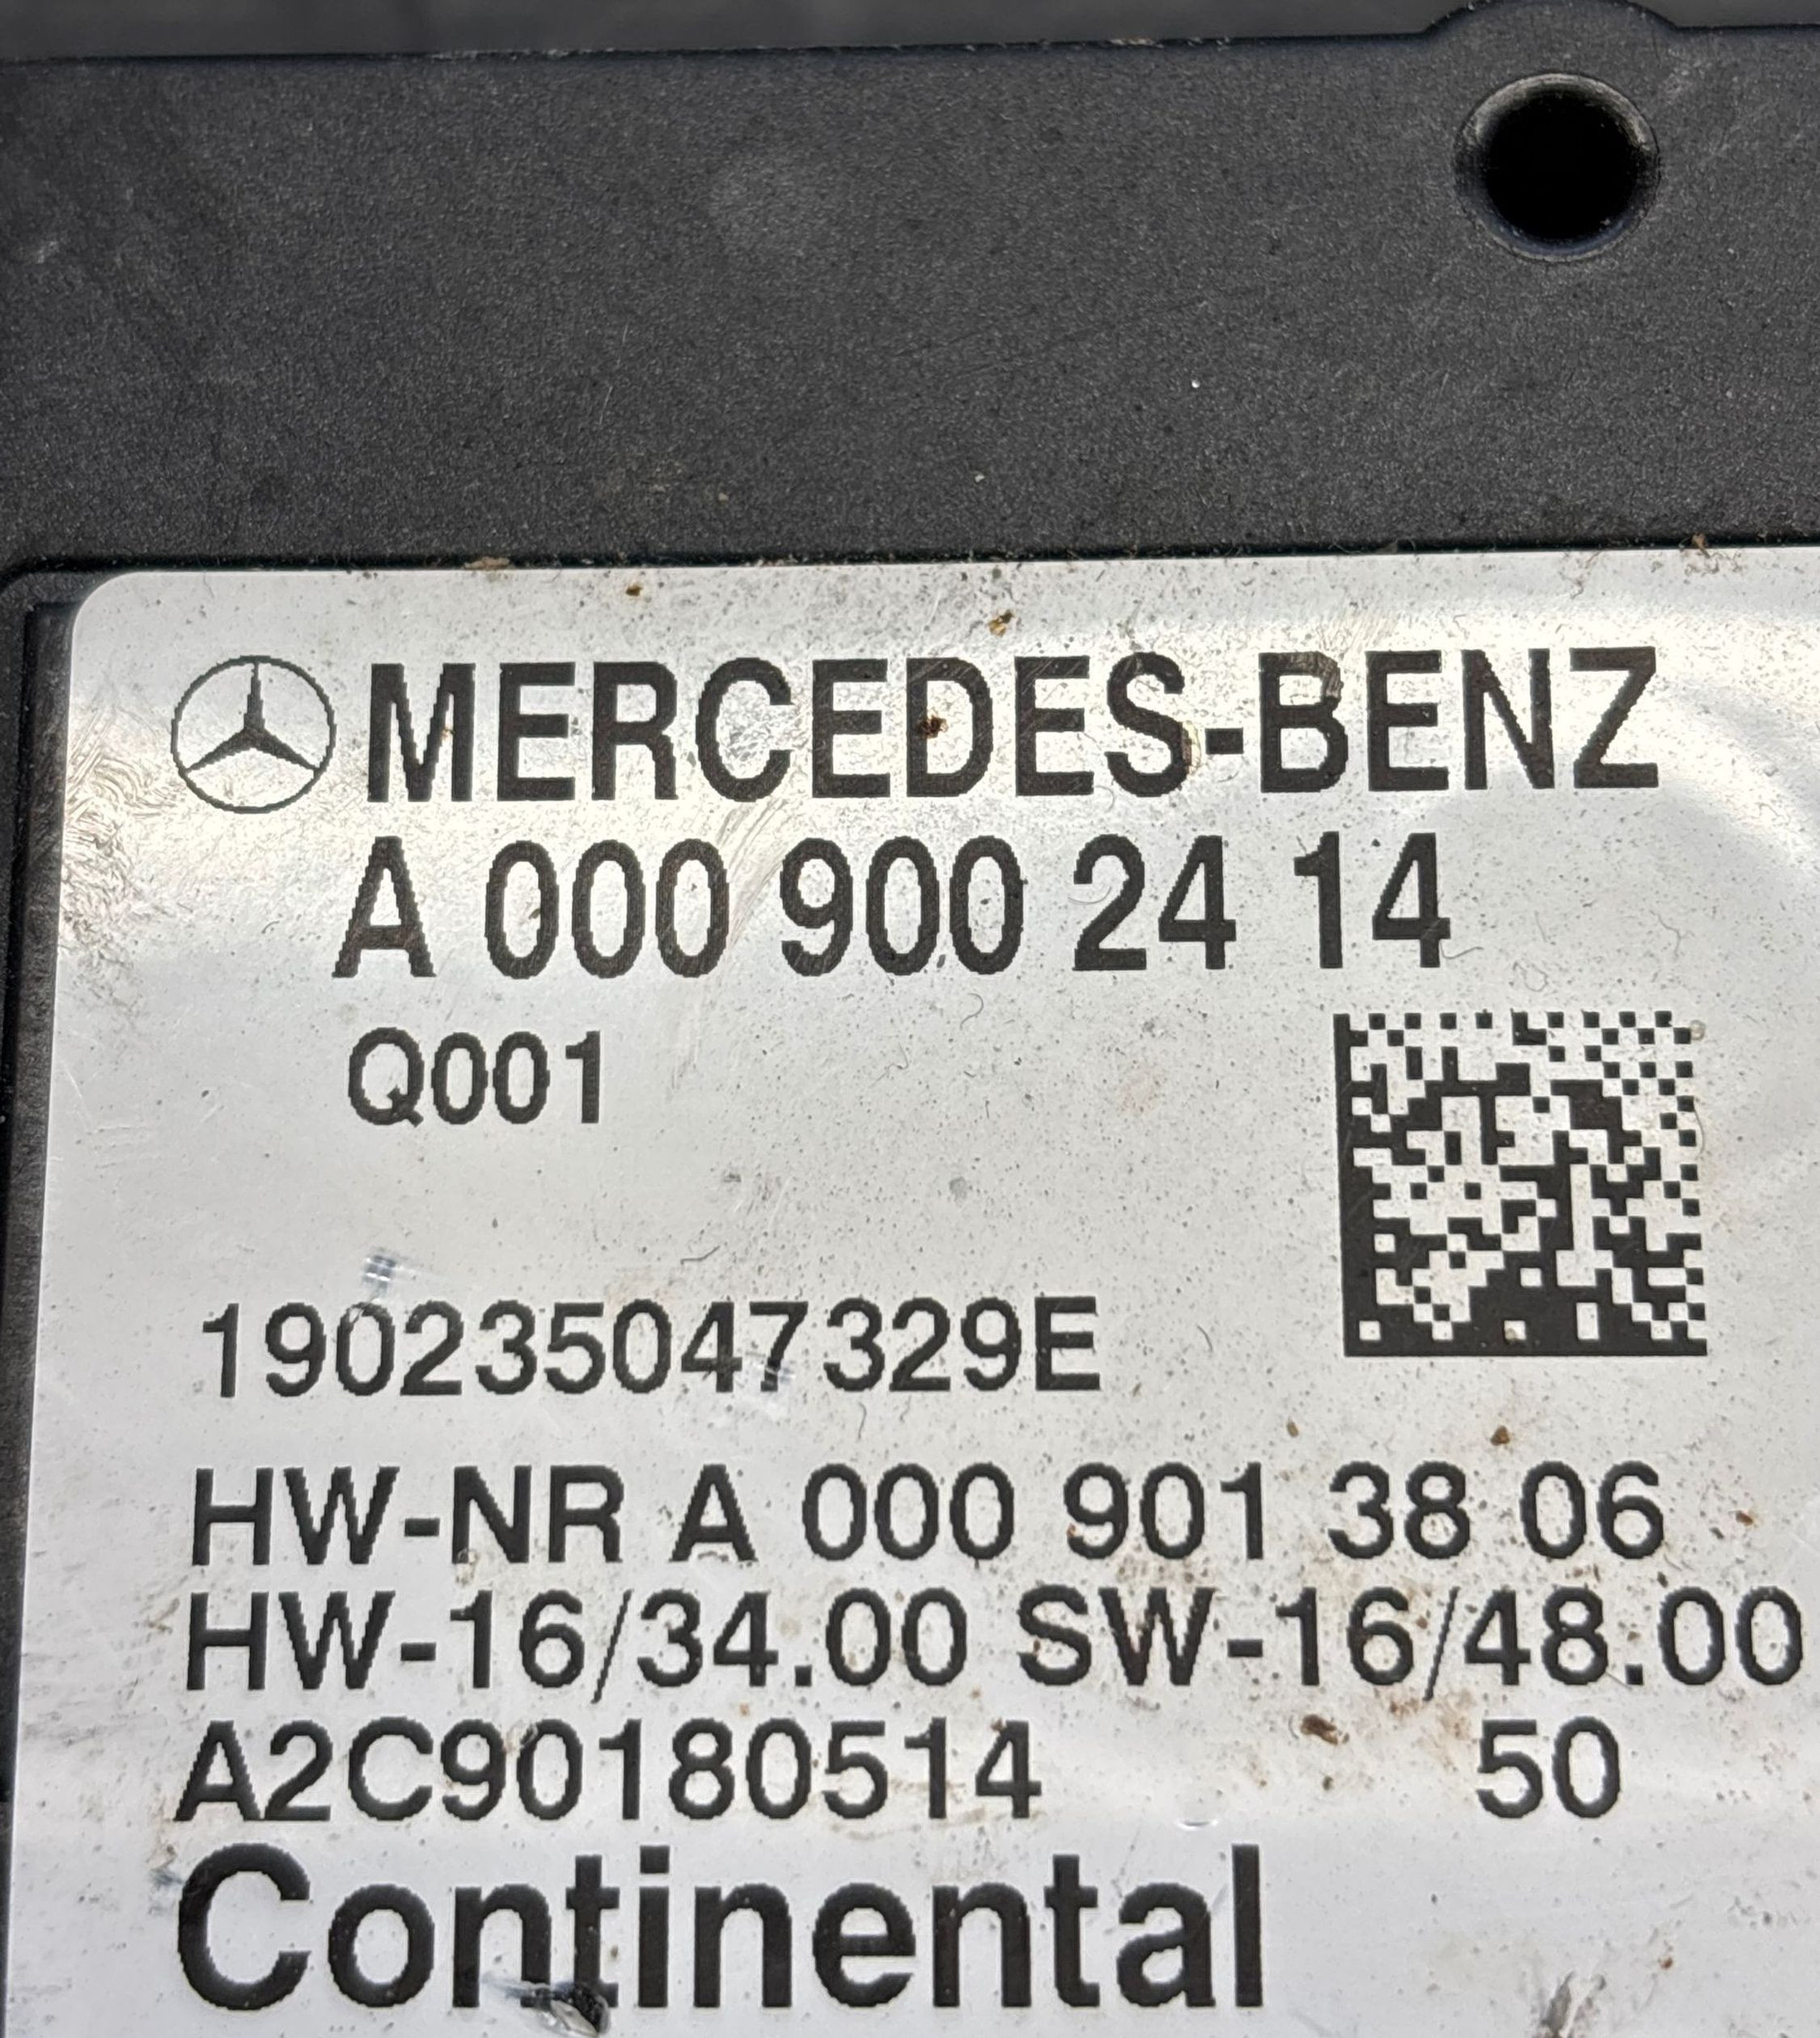 MERCEDES-BENZ
A 000 900 24 14
Q001
190235047329E
HW-NR A 000 901 38 06
HW-16/34.00 SW-16/48.00
A2C90180514 50
Continental